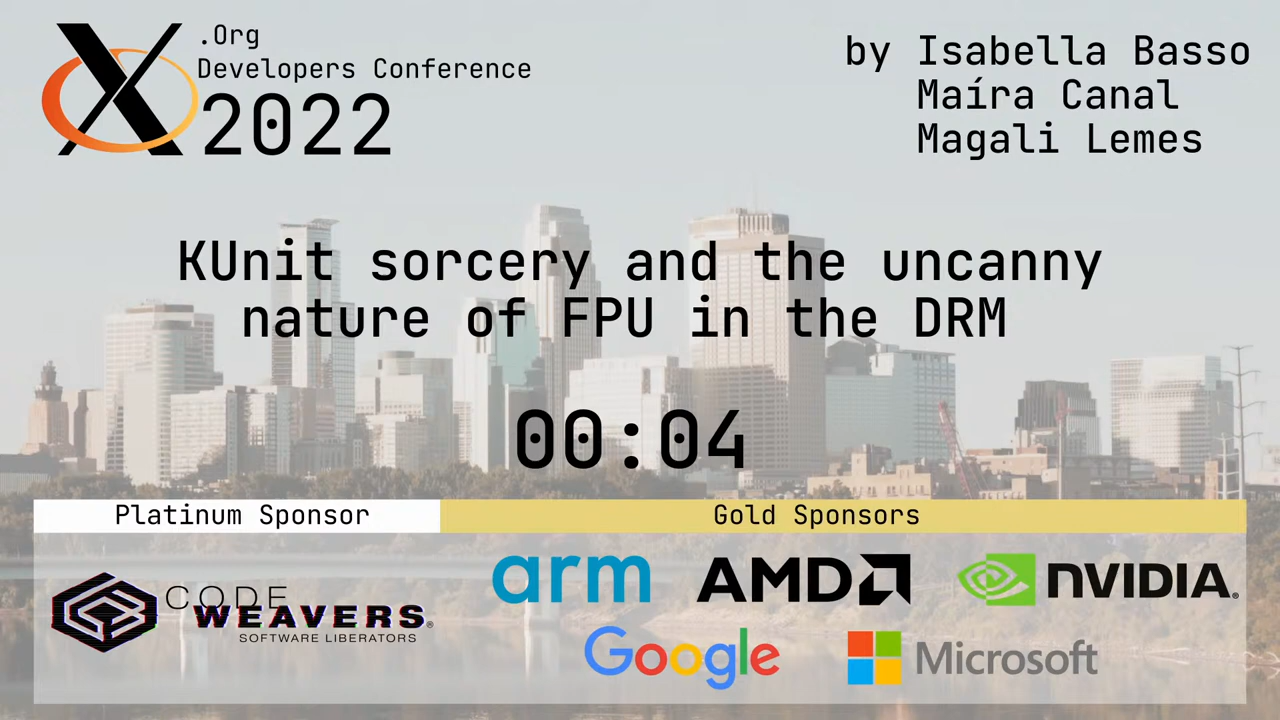 .Org
Developers Conference
2022
by Isabella Basso
Maíra Canal
Magali Lemes
KUnit sorcery and the uncanny
nature of FPU in the DRM
00:04
Platinum Sponsor
Gold Sponsors
CODE
WEAVERS®
SOFTWARE LIBERATORS
arm
AMD
NVIDIA.
Google
Microsoft